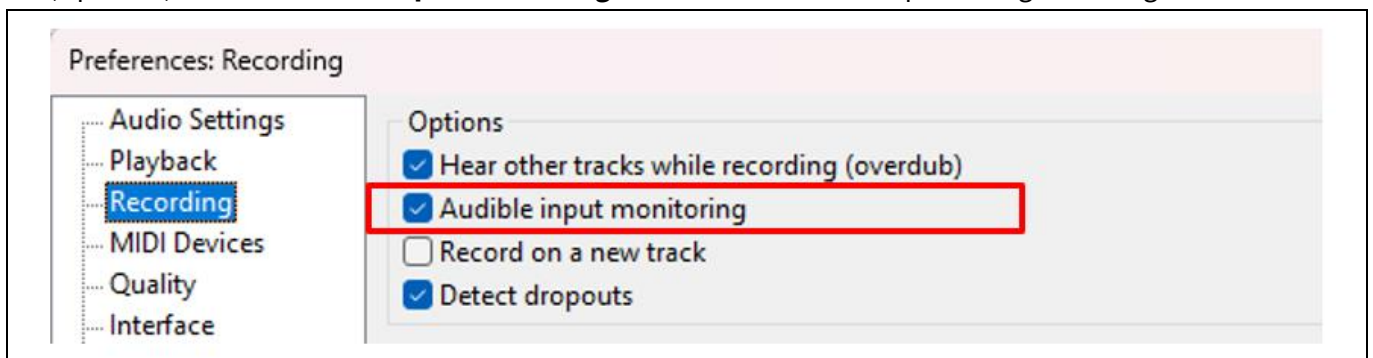 Preferences: Recording
Audio Settings
Playback
Recording
MIDI Devices
Quality
Interface
Options
Hear other tracks while recording (overdub)
Audible input monitoring
Record on a new track
Detect dropouts